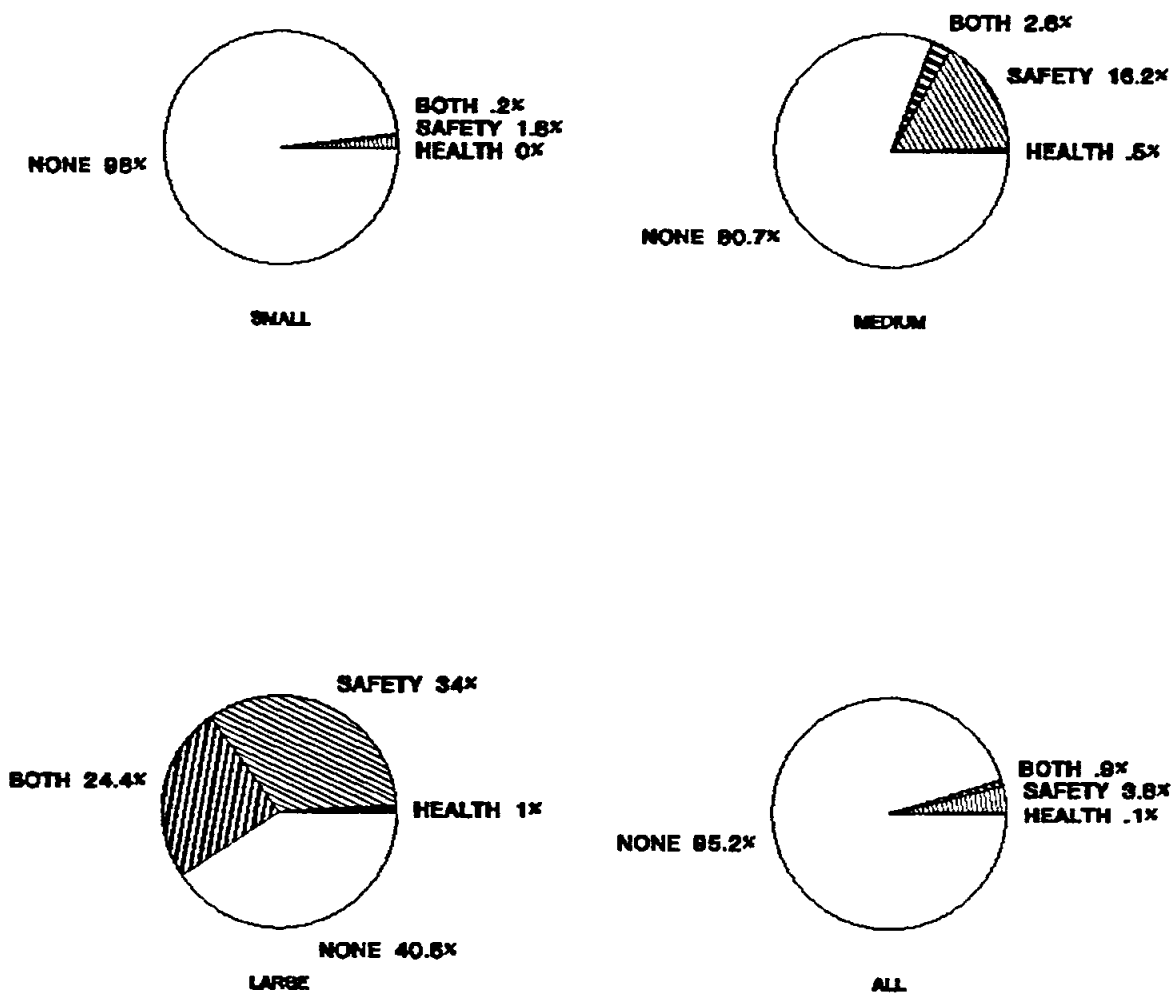 BOTH .2%
SAFETY 1.8%
HEALTH 0%
NONE 98%
SMALL
BOTH 2.6%
SAFETY 16.2%
HEALTH .5%
NONE 80.7%
MEDIUM
SAFETY 34%
BOTH 24.4%
HEALTH 1%
NONE 40.6%
LARGE
BOTH .9%
SAFETY 3.8%
HEALTH .1%
NONE 95.2%
ALL